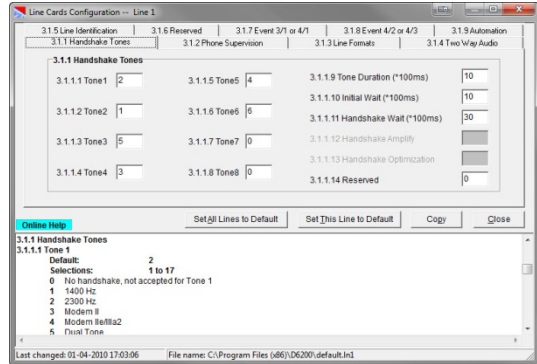 Line Cards Configuration -- Line 1
3.1.5 Line Identification
3.1.6 Reserved
3.1.7 Event 3/1 or 4/1
3.1.8 Event 4/2 or 4/3
3.1.9 Automation
3.1.1 Handshake Tones
3.1.2 Phone Supervision
3.1.3 Line Formats
3.1.4 Two Way Audio
3.1.1 Handshake Tones
3.1.1.1 Tone1 2
3.1.1.5 Tone5 4
3.1.1.9 Tone Duration (*100ms) 10
3.1.1.10 Initial Wait (*100ms) 10
3.1.1.2 Tone2 1
3.1.1.6 Tone6 6
3.1.1.11 Handshake Wait (*100ms) 30
3.1.1.3 Tone3 5
3.1.1.7 Tone7 0
3.1.1.12 Handshake Amplify
3.1.1.13 Handshake Optimization
3.1.1.4 Tone4 3
3.1.1.8 Tone8 0
3.1.1.14 Reserved 0
Online Help
Set All Lines to Default
Set This Line to Default
Copy
Close
3.1.1 Handshake Tones
3.1.1.1 Tone 1
Default: 2
Selections: 1 to 17
0 No handshake, not accepted for Tone 1
1 1400 Hz
2 2300 Hz
3 Modem II
4 Modem IIe/IIIa2
5 Dual Tone
Last changed: 01-04-2010 17:03:06
File name: C:\Program Files (x86)\D6200\default.ln1